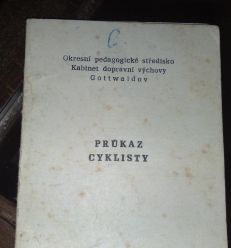 C.
Okresní pedagogické středisko
Kabinet dopravní výchovy
Gottwaldov
PRŮKAZ
CYKLISTY